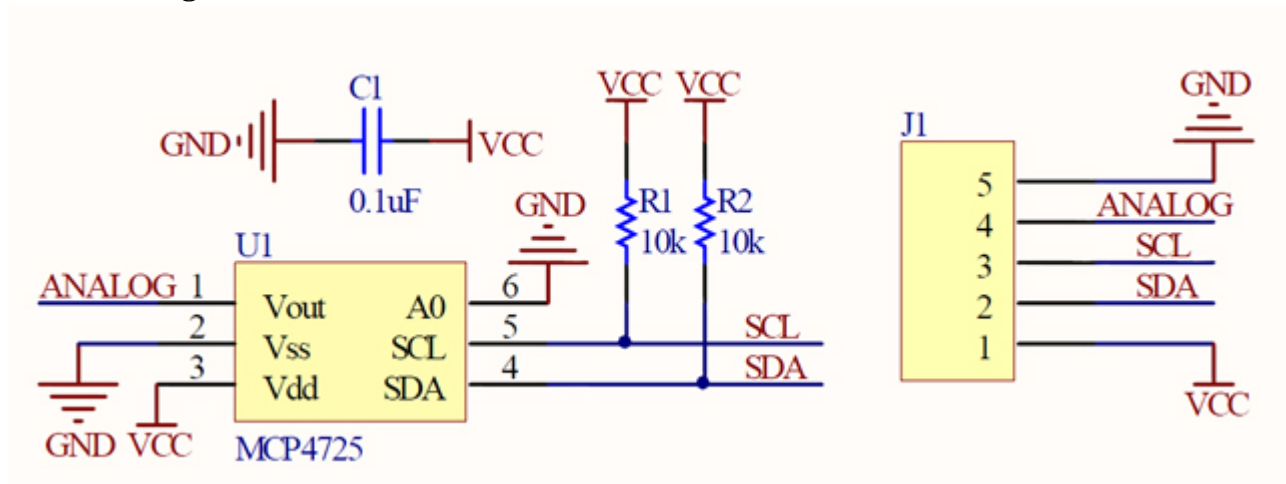 C1
GND
VCC
0.1uF
VCC
VCC
R1
10k
R2
10k
GND
U1
ANALOG
1
Vout
2
Vss
3
Vdd
A0
6
SCL
5
SDA
4
SCL
SDA
GND
VCC
MCP4725
J1
GND
5
4
ANALOG
3
SCL
2
SDA
1
VCC